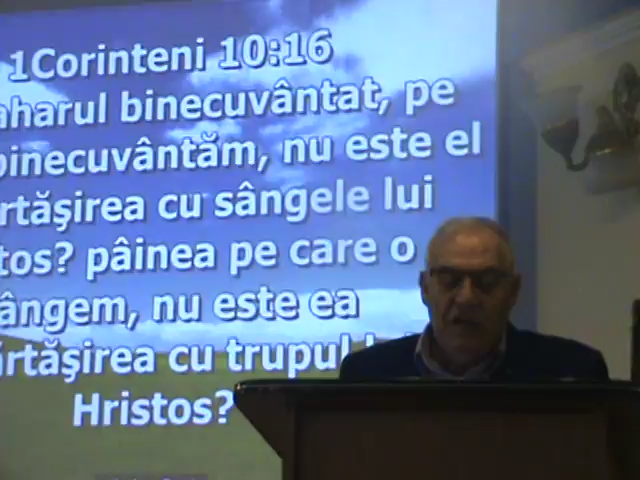 1Corinteni 10:16
aharul binecuvântat, pe
binecuvântăm, nu este el
rtăşirea cu sângele lui
tos? pâinea pe care o
ângem, nu este ea
ărtăşirea cu trupul
Hristos?